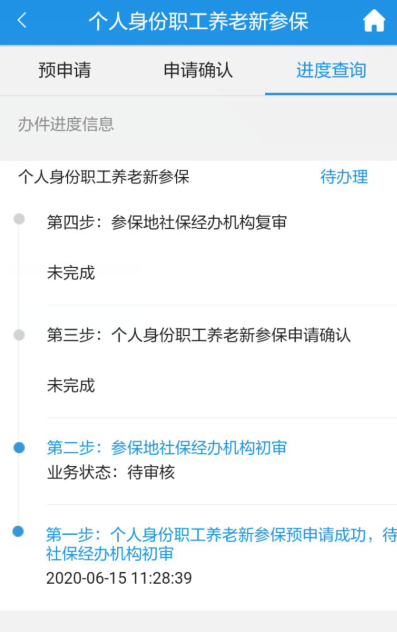 个人身份职工养老新参保
预申请 申请确认 进度查询
办件进度信息
个人身份职工养老新参保 待办理
第四步：参保地社保经办机构复审
未完成
第三步：个人身份职工养老新参保申请确认
未完成
第二步：参保地社保经办机构初审
业务状态：待审核
第一步：个人身份职工养老新参保预申请成功，待
社保经办机构初审
2020-06-15 11:28:39